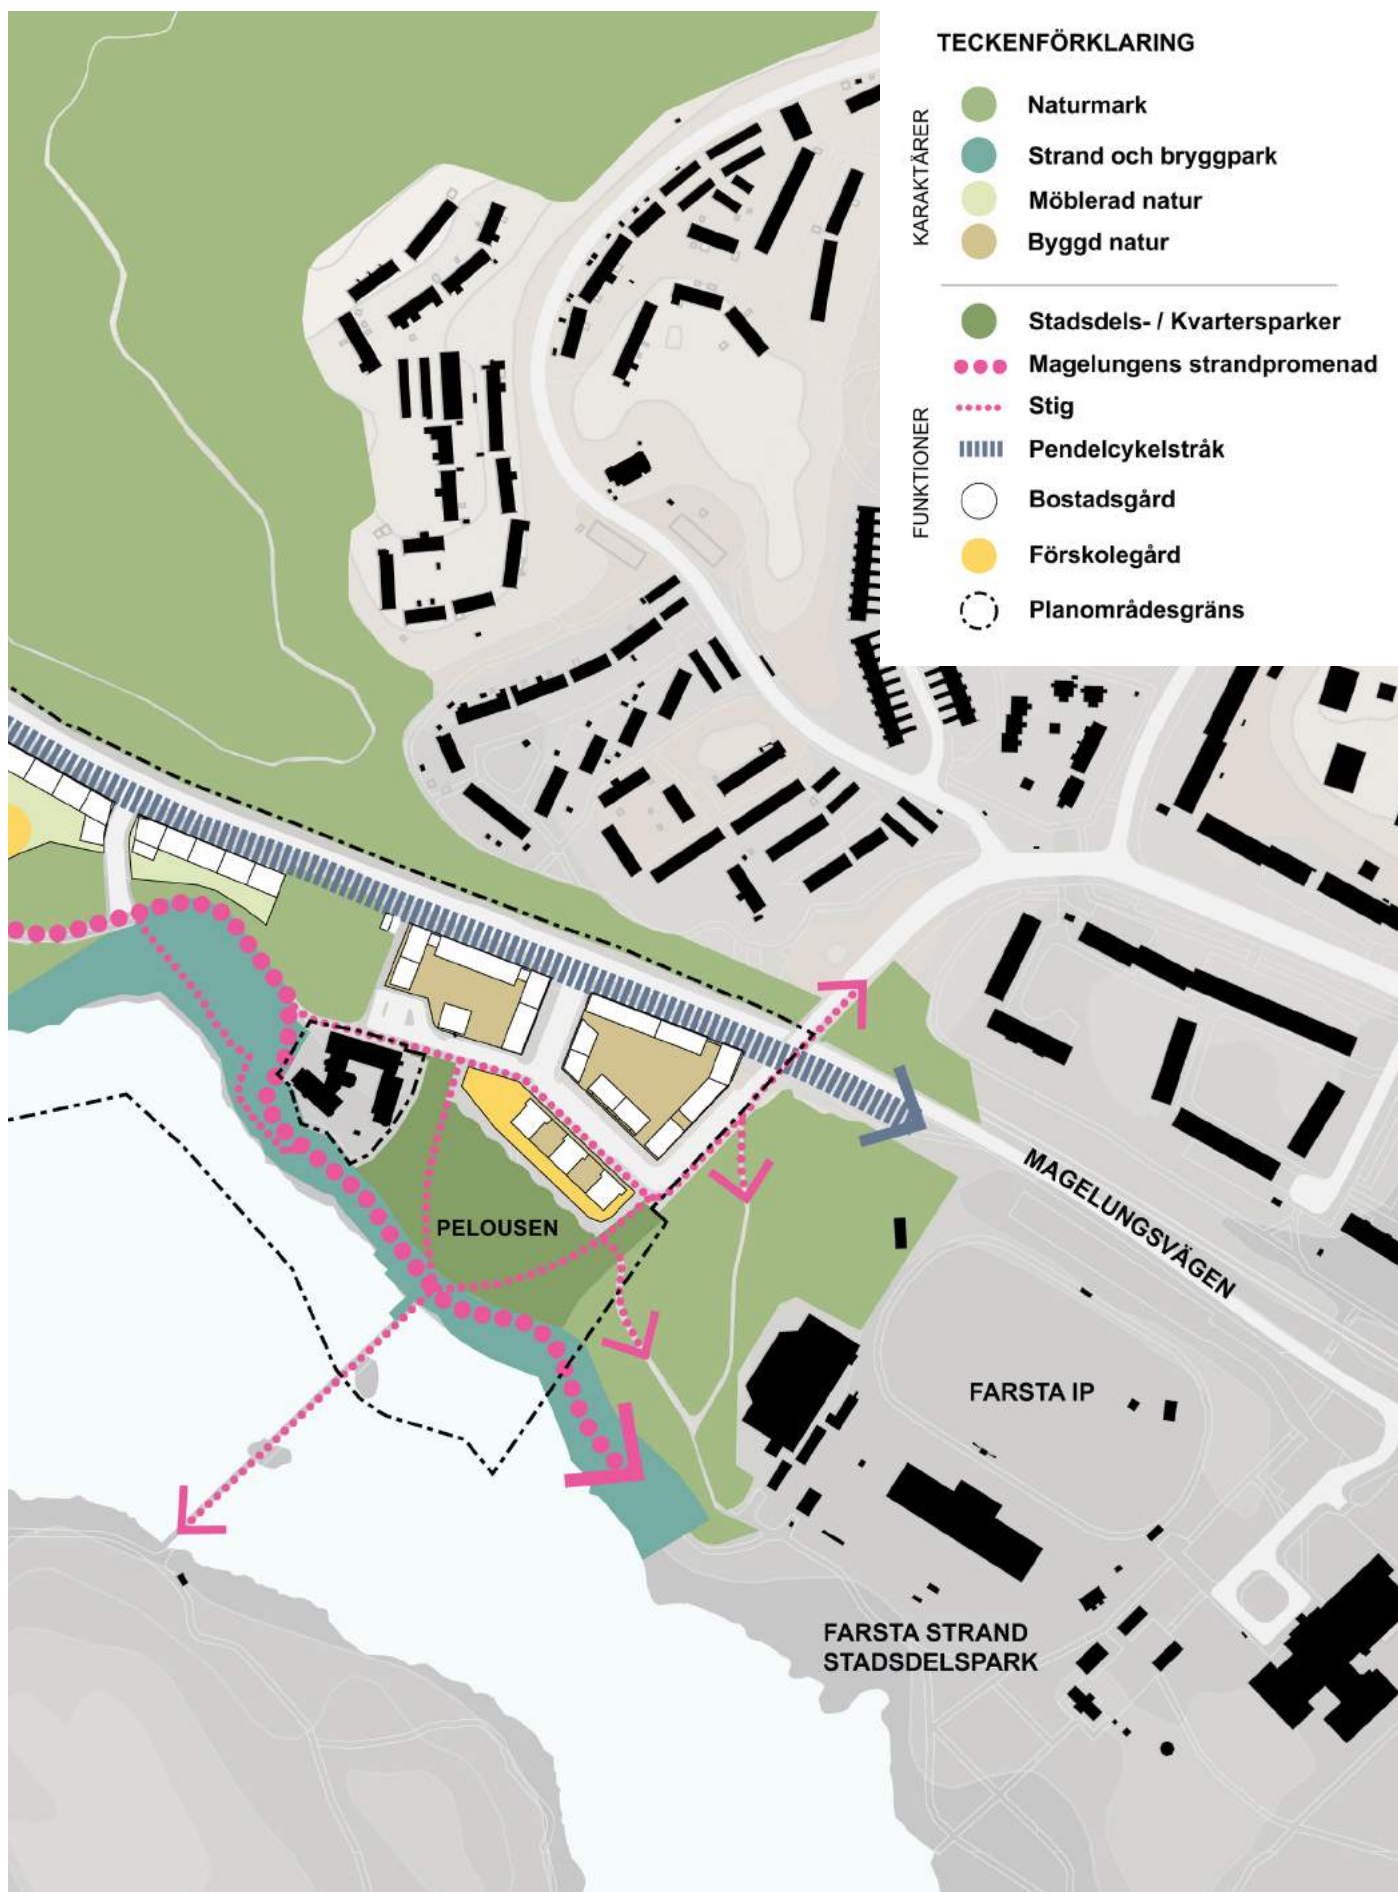 TECKENFÖRKLARING
KARAKTÄRER
Naturmark
Strand och bryggpark
Möblerad natur
Byggd natur
FUNKTIONER
Stadsdels- / Kvartersparker
Magelungens strandpromenad
Stig
Pendelcykelstråk
Bostadsgård
Förskolegård
Planområdesgräns
MAGELUNGSVÄGEN
PELOUSEN
FARSTA IP
FARSTA STRAND
STADSDELSPARK